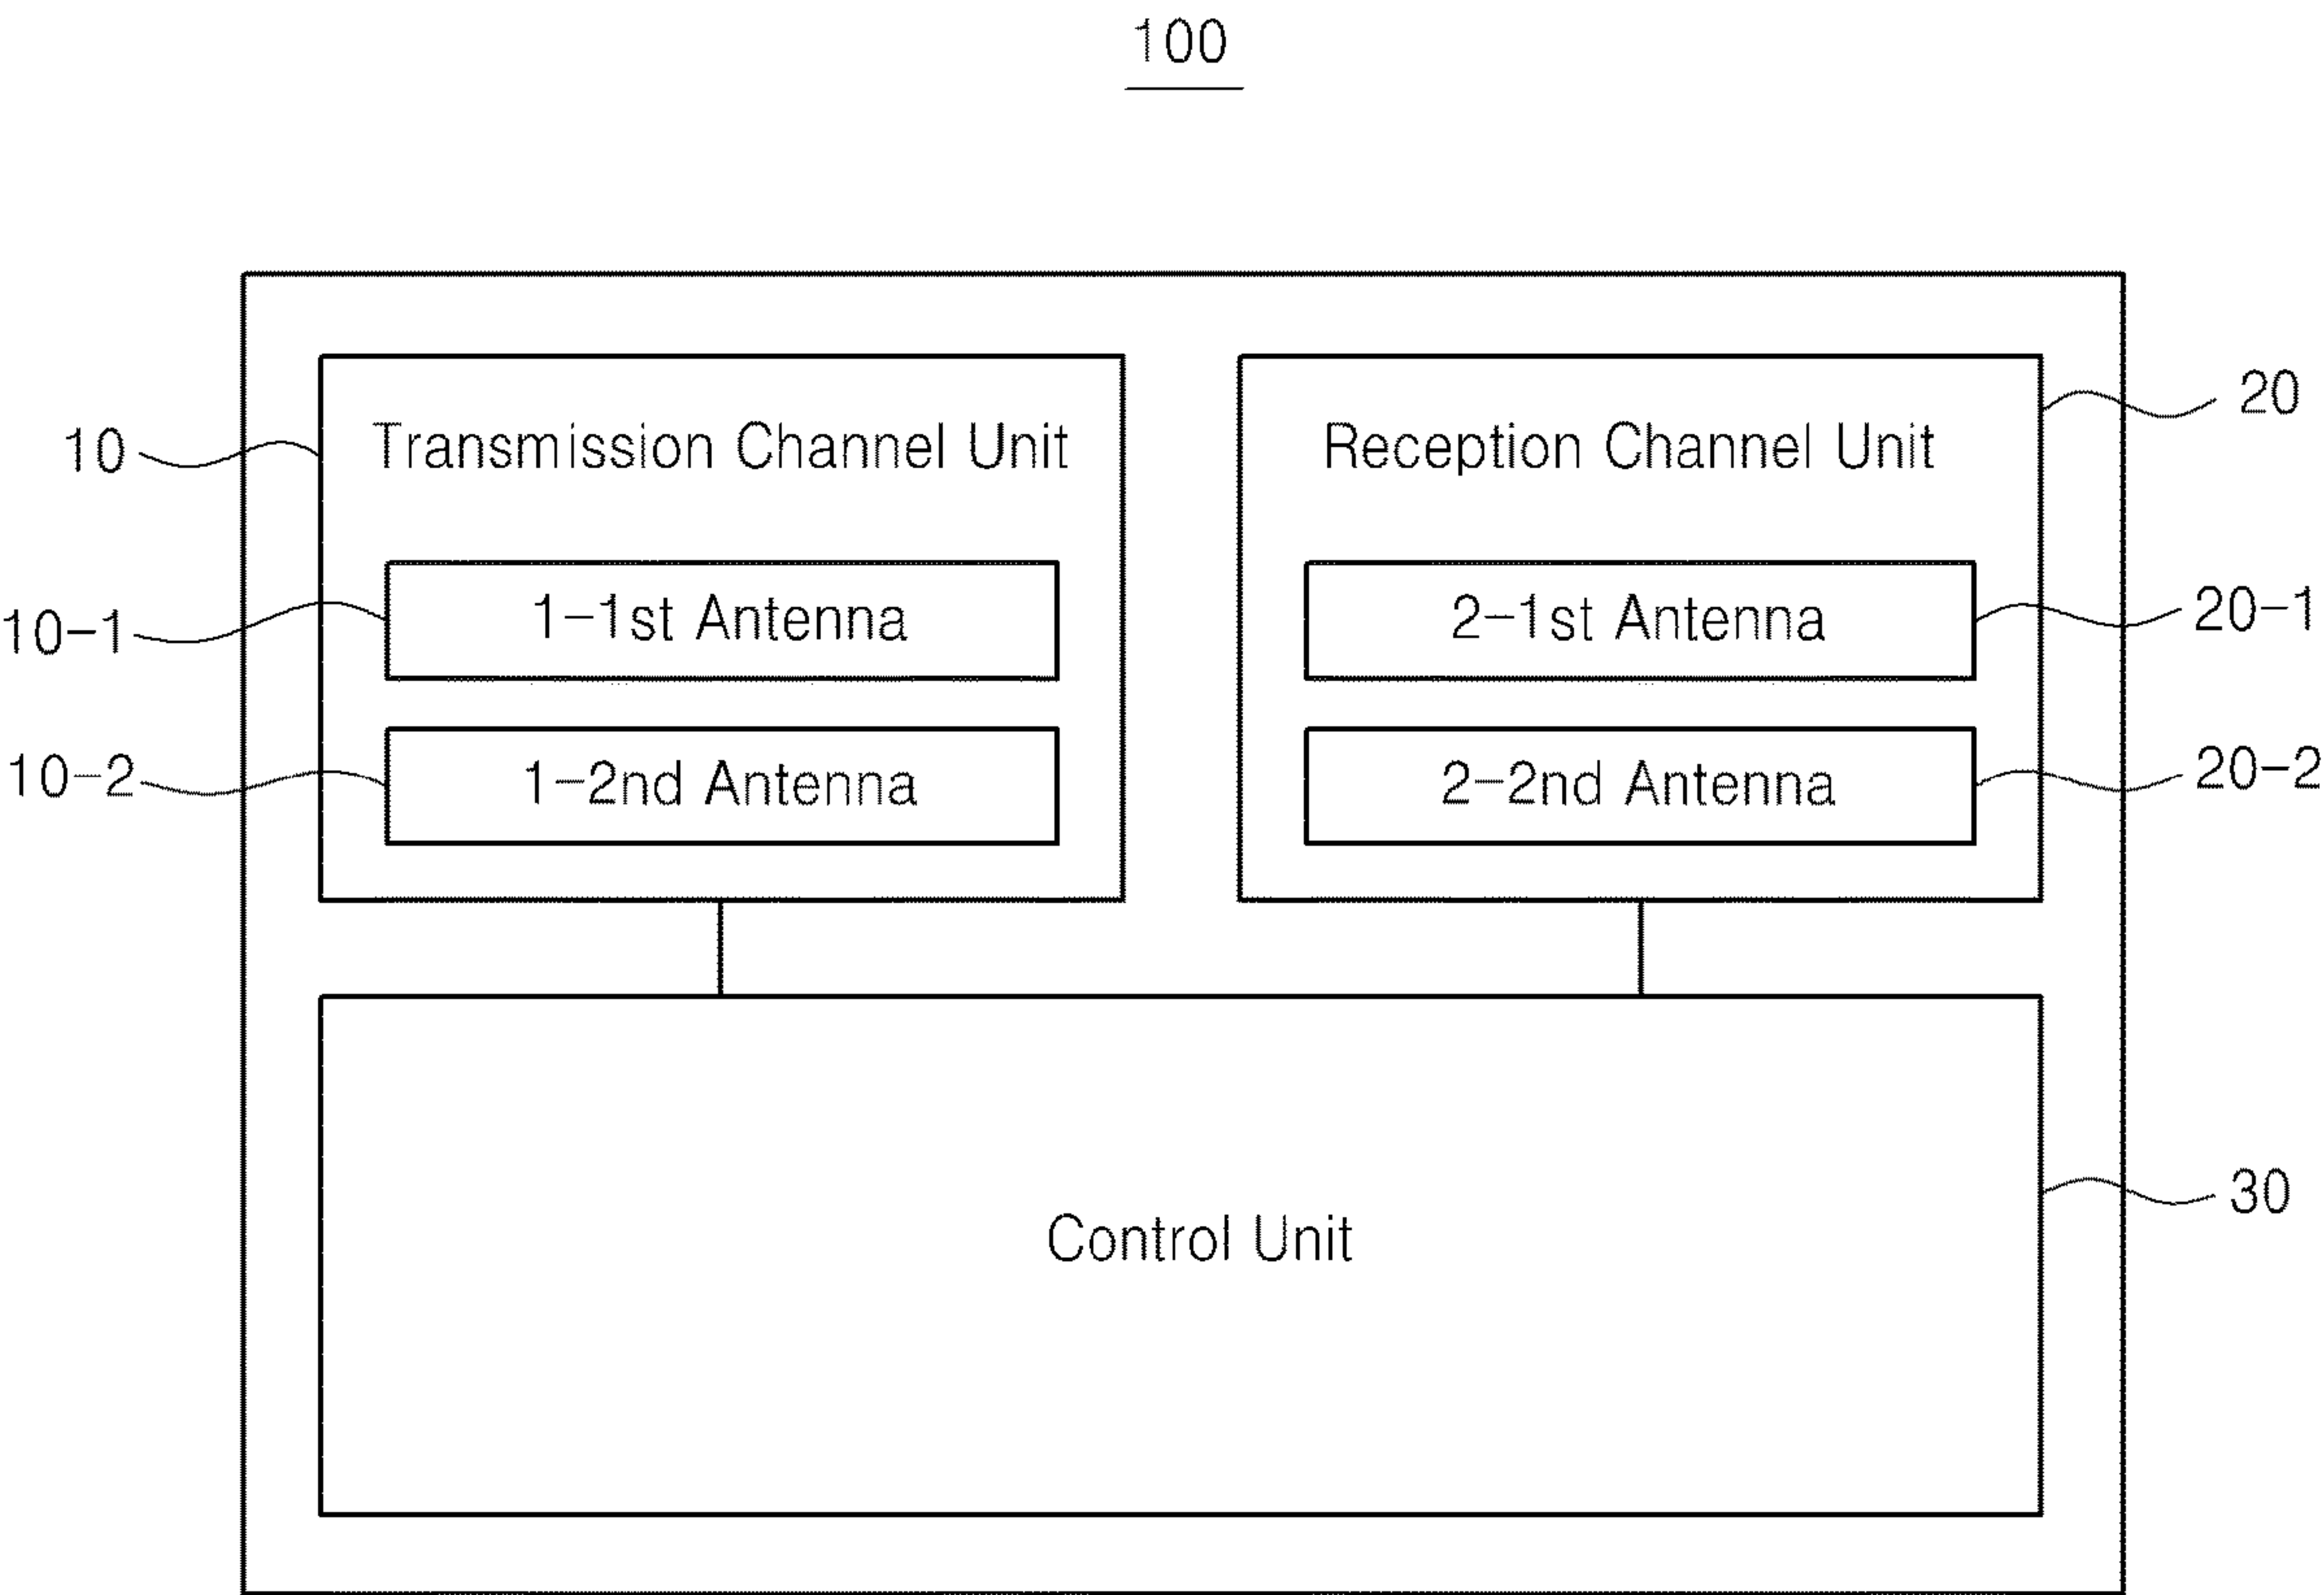 100
10
Transmission Channel Unit
Reception Channel Unit
20
10-1
1-1st Antenna
2-1st Antenna
20-1
10-2
1-2nd Antenna
2-2nd Antenna
20-2
Control Unit
30